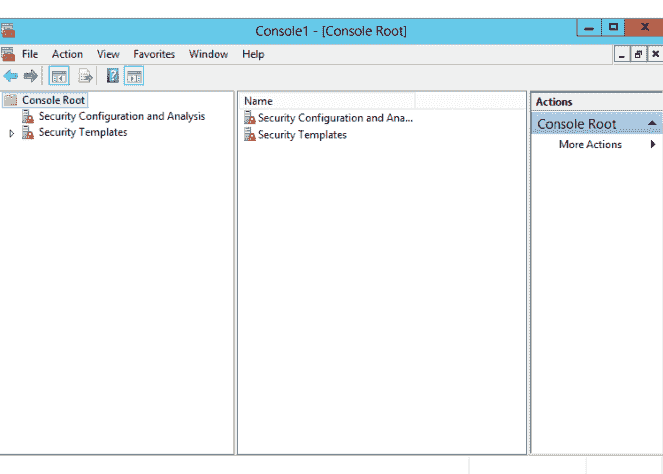 Console1 - [Console Root]
File Action View Favorites Window Help
Console Root
Security Configuration and Analysis
Security Templates
Name
Security Configuration and Ana...
Security Templates
Actions
Console Root
More Actions